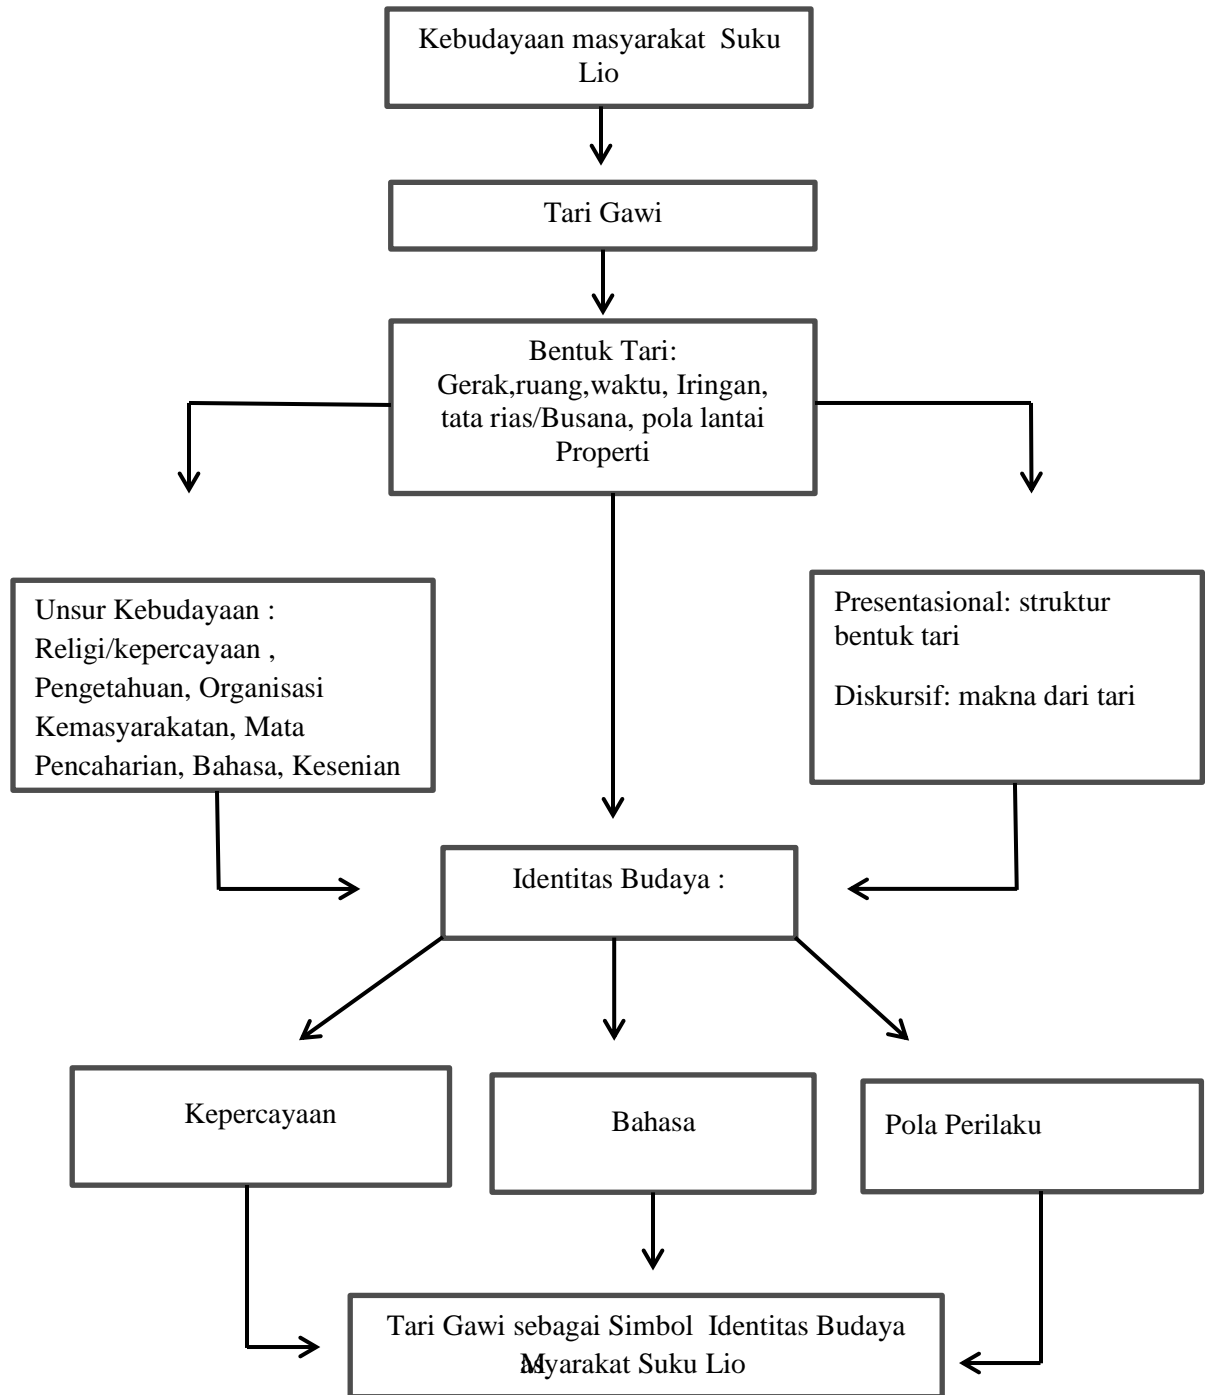 Kebudayaan masyarakat Suku
Lio
Tari Gawi
Bentuk Tari:
Gerak,ruang,waktu, Iringan,
tata rias/Busana, pola lantai
Properti
Unsur Kebudayaan :
Religi/kepercayaan ,
Pengetahuan, Organisasi
Kemasyarakatan, Mata
Pencaharian, Bahasa, Kesenian
Presentasional: struktur
bentuk tari
Diskursif: makna dari tari
Identitas Budaya :
Kepercayaan
Bahasa
Pola Perilaku
Tari Gawi sebagai Simbol Identitas Budaya
Masyarakat Suku Lio